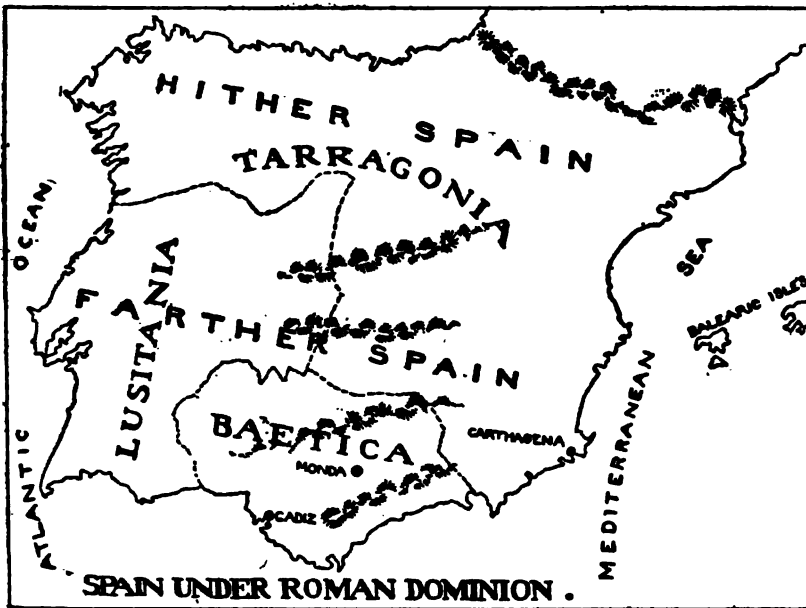 HITHER SPAIN
TARRAGONIA
OCEAN,
SEA
BALEARIC ISLES
FARTHER SPAIN
LUSITANIA
BAETICA
CARTHAGENA
MONDA
CADIZ
ATLANTIC
MEDITERRANEAN
SPAIN UNDER ROMAN DOMINION.